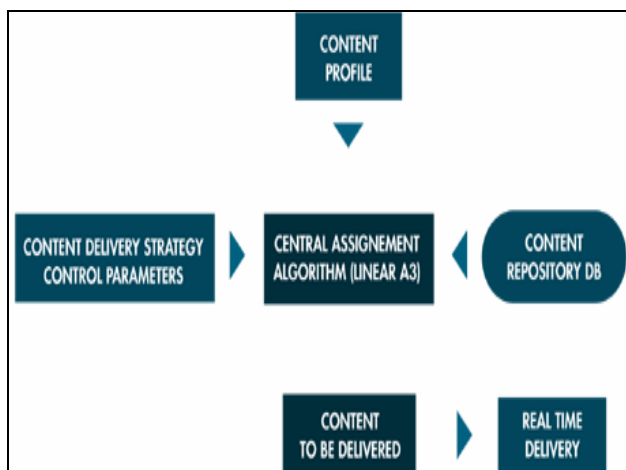 CONTENT
PROFILE
CONTENT DELIVERY STRATEGY
CONTROL PARAMETERS
CENTRAL ASSIGNEMENT
ALGORITHM (LINEAR A3)
CONTENT
REPOSITORY DB
CONTENT
TO BE DELIVERED
REAL TIME
DELIVERY